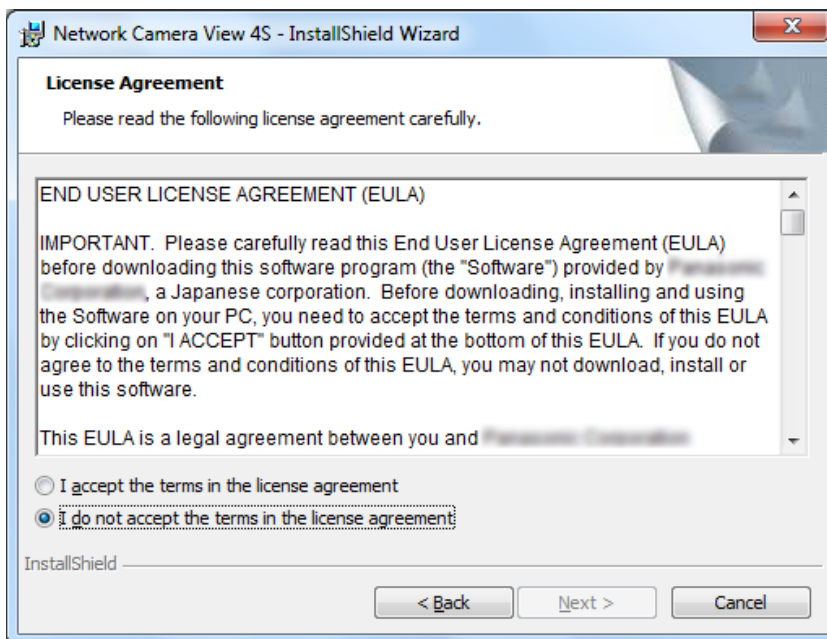 Network Camera View 4S - InstallShield Wizard
License Agreement
Please read the following license agreement carefully.
END USER LICENSE AGREEMENT (EULA)
IMPORTANT.  Please carefully read this End User License Agreement (EULA)
before downloading this software program (the "Software") provided by
, a Japanese corporation.  Before downloading, installing and using
the Software on your PC, you need to accept the terms and conditions of this EULA
by clicking on "I ACCEPT" button provided at the bottom of this EULA.  If you do not
agree to the terms and conditions of this EULA, you may not download, install or
use this software.
This EULA is a legal agreement between you and
I accept the terms in the license agreement
I do not accept the terms in the license agreement
InstallShield
< Back
Next >
Cancel